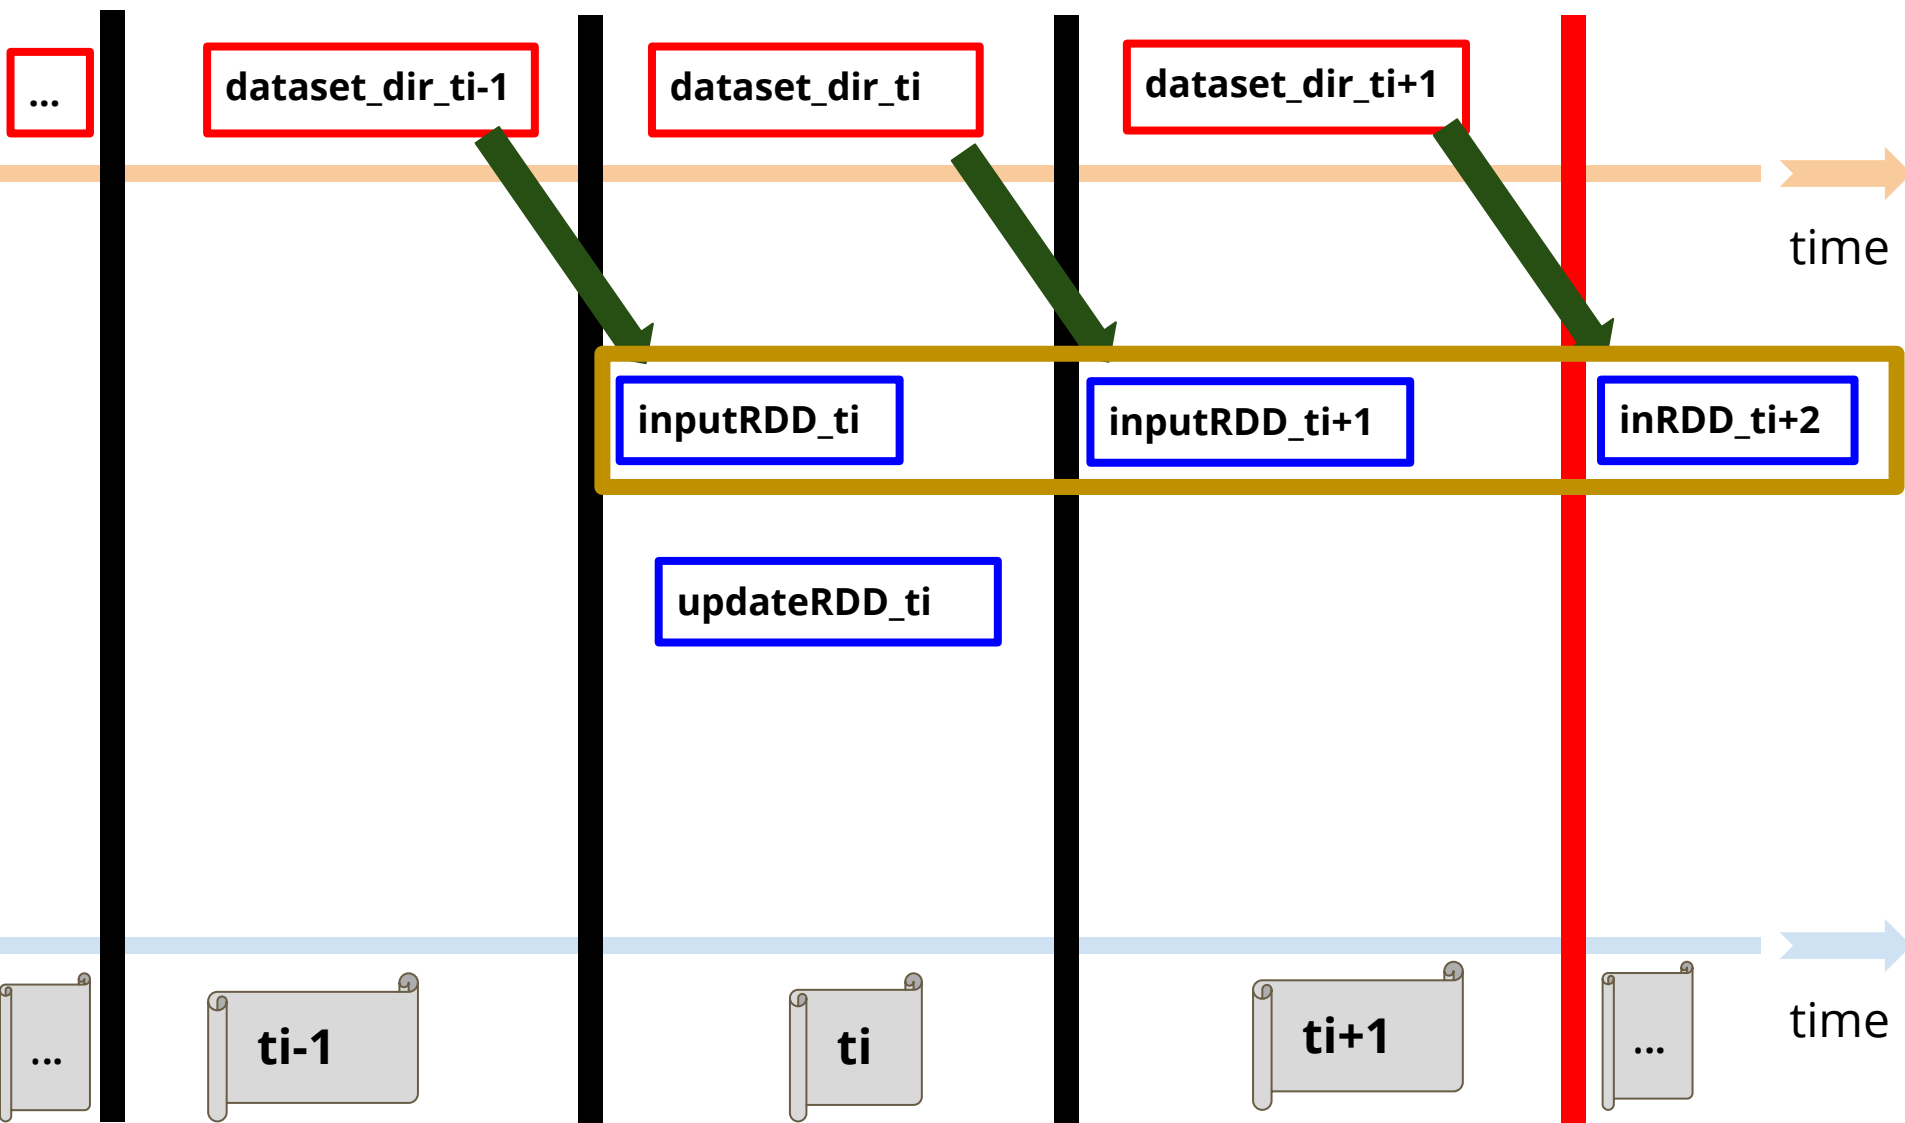 ...
dataset_dir_ti-1
dataset_dir_ti
dataset_dir_ti+1
time
inputRDD_ti
inputRDD_ti+1
inRDD_ti+2
updateRDD_ti
...
ti-1
ti
ti+1
...
time